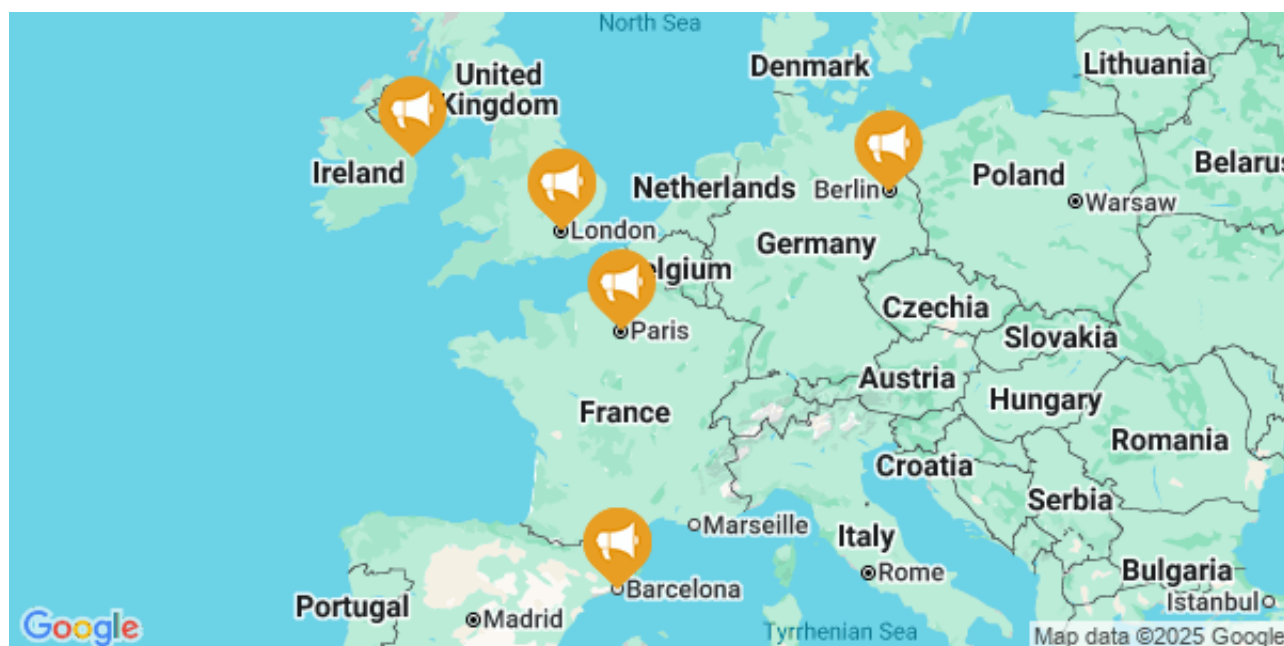 North Sea
Denmark
Lithuania
United
Kingdom
Ireland
Netherlands
Berlin
Poland
Belarus
Warsaw
London
Germany
elgium
Paris
Czechia
Slovakia
Austria
Hungary
France
Romania
Croatia
Serbia
Marseille
Italy
Rome
Bulgaria
Barcelona
Istanbul
Portugal
Madrid
Tyrrhenian Sea
Google
Map data ©2025 Google